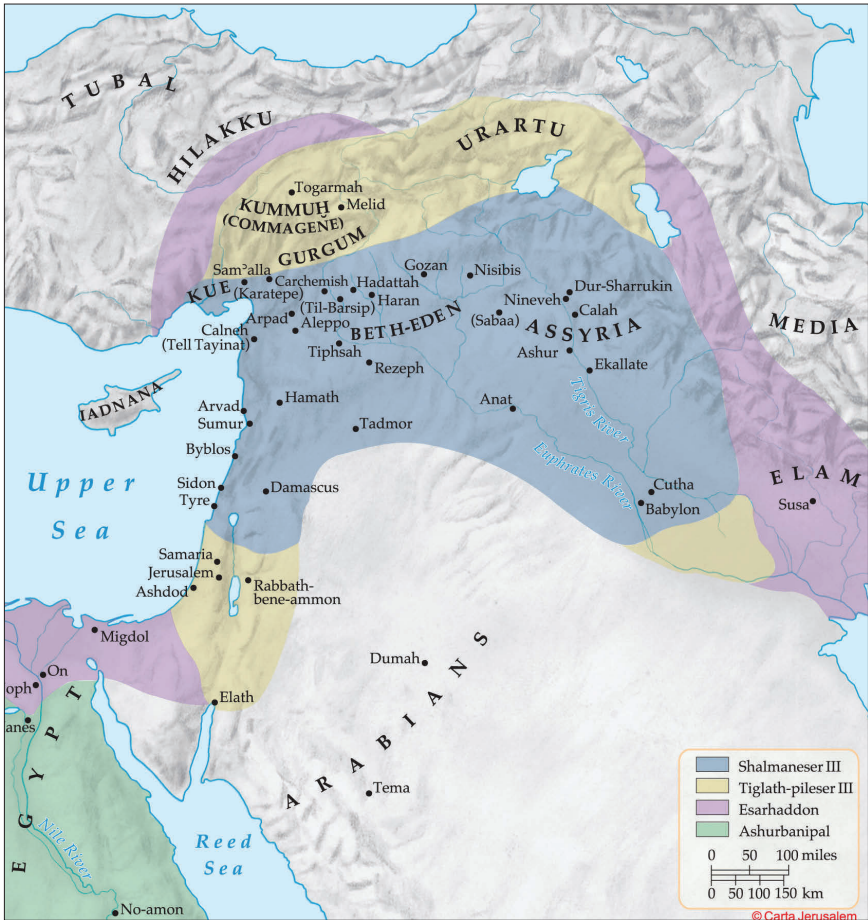 TUBAL
HILAKKU
URARTU
Togarmah
Melid
KUMMUḪ
(COMMAGENE)
GURGUM
Samʾalla
KUE
(Karatepe)
Carchemish
Hadattah
Gozan
Nisibis
(Til-Barsip)
Haran
Dur-Sharrukin
Nineveh
Calah
Arpad
Aleppo
BETH-EDEN
(Sabaa)
ASSYRIA
MEDIA
Calneh
(Tell Tayinat)
Tiphsah
Rezeph
Ashur
Ekallate
IADNANA
Hamath
Arvad
Sumur
Anat
Tigris River
Tadmor
Byblos
Euphrates River
Upper
Sea
Sidon
Tyre
Damascus
Cutha
Babylon
ELAM
Susa
Samaria
Jerusalem
Ashdod
Rabbath-
bene-ammon
Migdol
On
oph
anes
Elath
Dumah
ARABIANS
Tema
EGYPT
Nile River
Reed
Sea
No-amon
Shalmaneser III
Tiglath-pileser III
Esarhaddon
Ashurbanipal
0 50 100 miles
0 50 100 150 km
© Carta Jerusalem